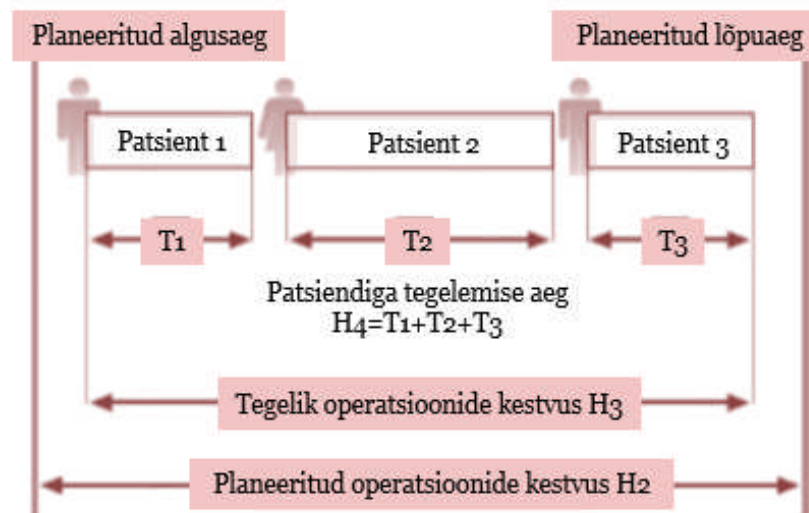 Planeeritud algusaeg
Planeeritud lõpuaeg
Patsient 1
Patsient 2
Patsient 3
T1
T2
T3
Patsiendiga tegelemise aeg
H4=T1+T2+T3
Tegelik operatsioonide kestvus H3
Planeeritud operatsioonide kestvus H2